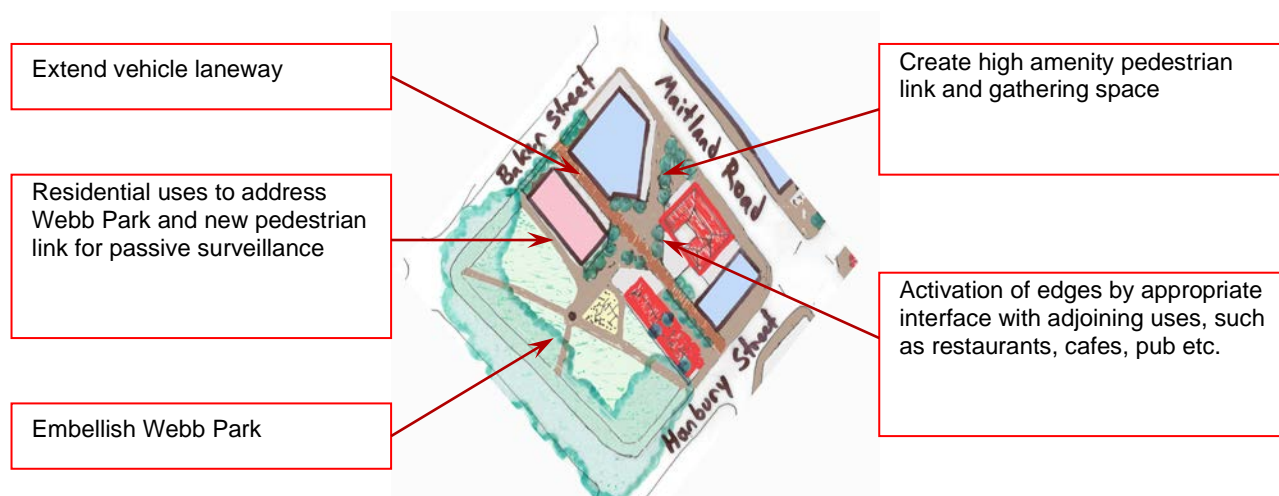 Extend vehicle laneway
Residential uses to address
Webb Park and new pedestrian
link for passive surveillance
Embellish Webb Park
Baker Street
Maitland Road
Hanbury Street
Create high amenity pedestrian
link and gathering space
Activation of edges by appropriate
interface with adjoining uses, such
as restaurants, cafes, pub etc.